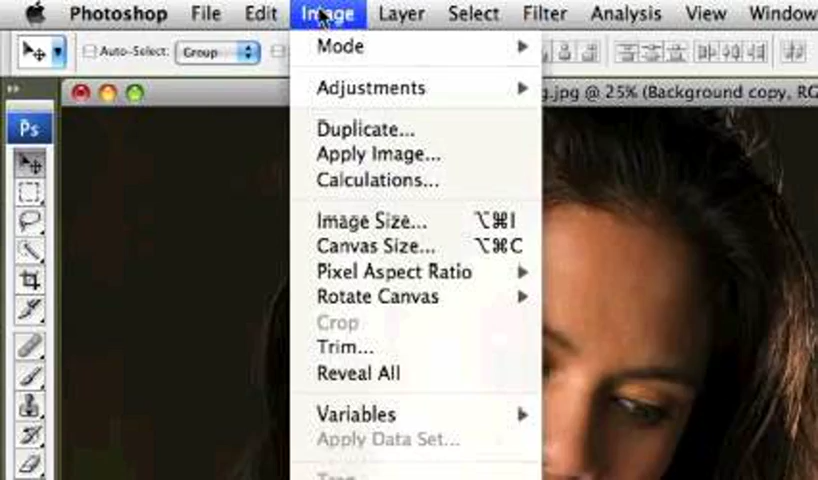 Photoshop File Edit Image Layer Select Filter Analysis View Window
Auto-Select: Group
g.jpg @ 25% (Background copy, RG
Ps
Mode
Adjustments
Duplicate...
Apply Image...
Calculations...
Image Size... ⌥⌘I
Canvas Size... ⌥⌘C
Pixel Aspect Ratio
Rotate Canvas
Crop
Trim...
Reveal All
Variables
Apply Data Set...